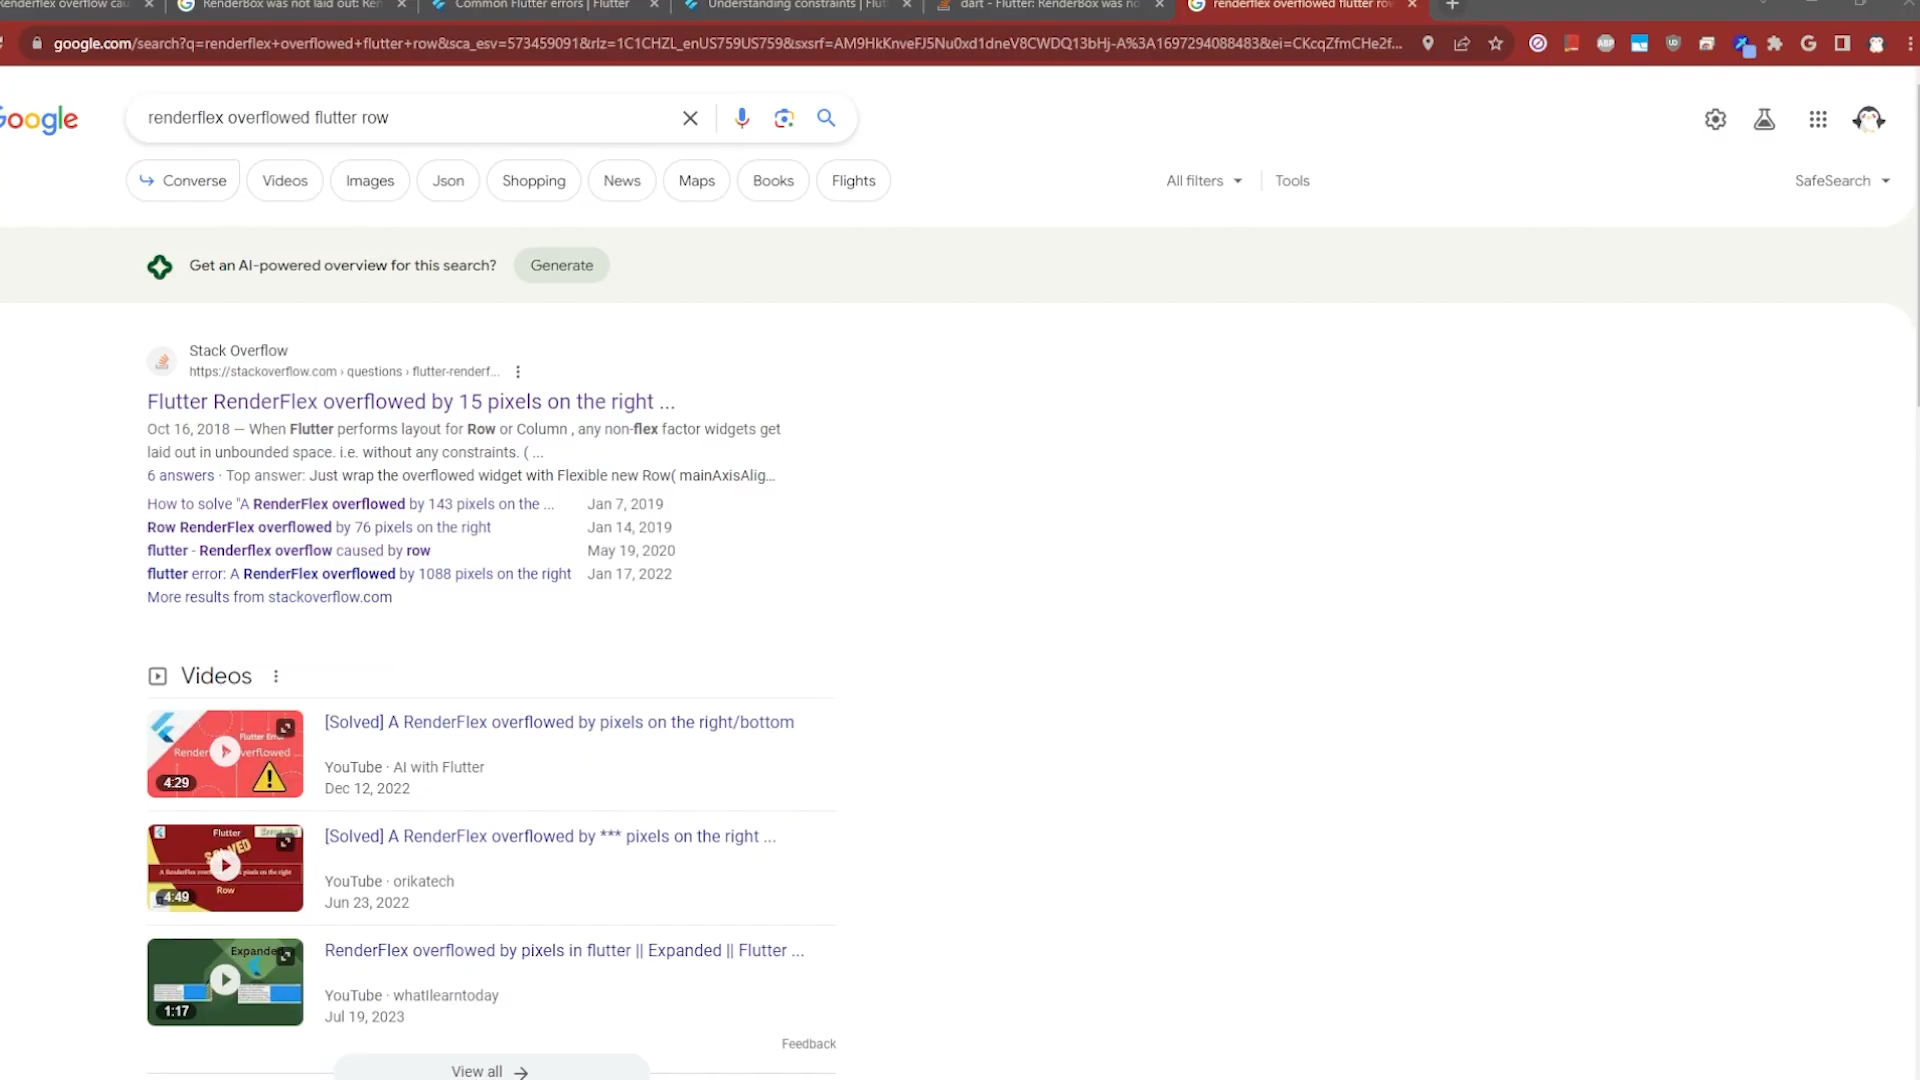 Renderflex overflow cau
RenderBox was not laid out: Ren
Common Flutter errors | Flutter
Understanding constraints | Flut
dart - Flutter: RenderBox was no
renderflex overflowed flutter row
google.com/search?q=renderflex+overflowed+flutter+row&sca_esv=573459091&rlz=1C1CHZL_enUS759US759&sxsrf=AM9HkKnveFJ5Nu0xd1dneV8CWDQ13bHj-A%3A1697294088483&ei=CKcqZfmCHe2f...
Google
renderflex overflowed flutter row
Converse
Videos
Images
Json
Shopping
News
Maps
Books
Flights
All filters
Tools
SafeSearch
Get an AI-powered overview for this search?
Generate
Stack Overflow
https://stackoverflow.com › questions › flutter-renderf...
Flutter RenderFlex overflowed by 15 pixels on the right ...
Oct 16, 2018 — When Flutter performs layout for Row or Column , any non-flex factor widgets get
laid out in unbounded space. i.e. without any constraints. ( ...
6 answers · Top answer: Just wrap the overflowed widget with Flexible new Row( mainAxisAlig...
How to solve "A RenderFlex overflowed by 143 pixels on the ... Jan 7, 2019
Row RenderFlex overflowed by 76 pixels on the right Jan 14, 2019
flutter - Renderflex overflow caused by row May 19, 2020
flutter error: A RenderFlex overflowed by 1088 pixels on the right Jan 17, 2022
More results from stackoverflow.com
Videos
Flutter
4:29
[Solved] A RenderFlex overflowed by pixels on the right/bottom
YouTube · AI with Flutter
Dec 12, 2022
Flutter
SOLVED
Row
4:49
[Solved] A RenderFlex overflowed by *** pixels on the right ...
YouTube · orikatech
Jun 23, 2022
Expanded
1:17
RenderFlex overflowed by pixels in flutter || Expanded || Flutter ...
YouTube · whatIlearntoday
Jul 19, 2023
Feedback
View all